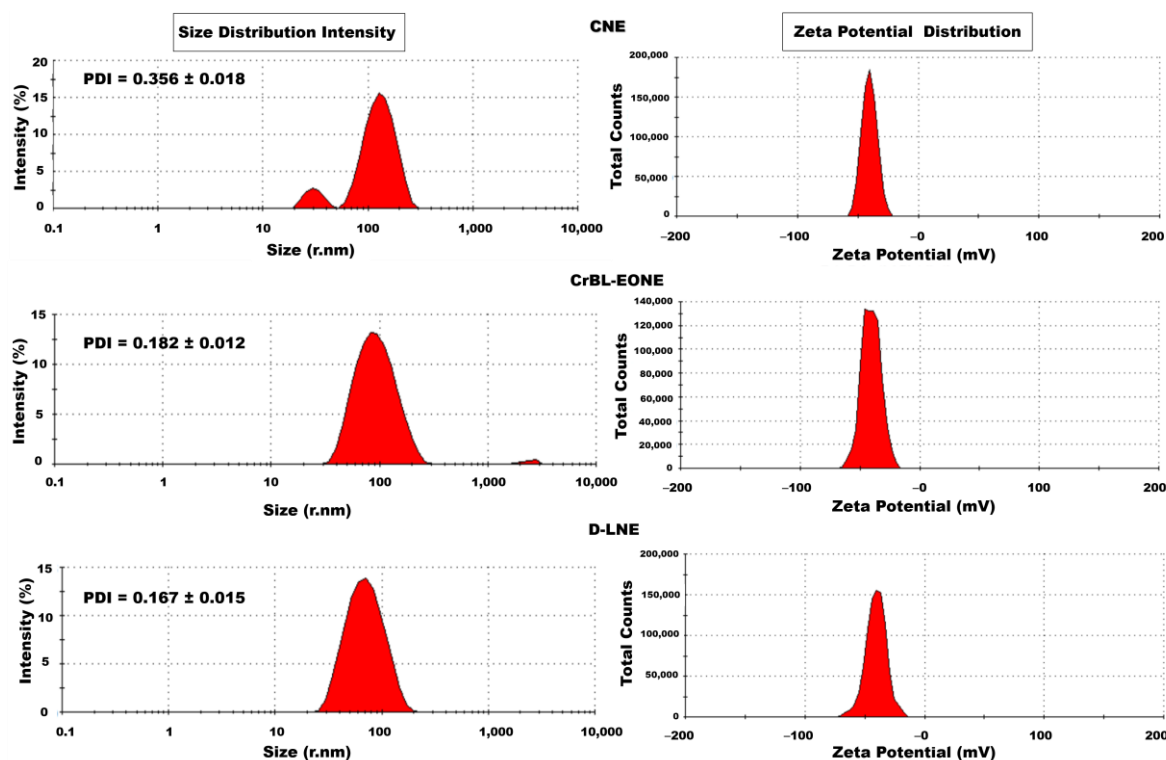 CNE
Size Distribution Intensity
Zeta Potential Distribution
PDI = 0.356 ± 0.018
Intensity (%)
20
15
10
5
0
0.1 1 10 100 1,000 10,000
Size (r.nm)
Total Counts
200,000
150,000
100,000
50,000
0
−200 −100 −0 100 200
Zeta Potential (mV)
CrBL-EONE
PDI = 0.182 ± 0.012
Intensity (%)
15
10
5
0
0.1 1 10 100 1,000 10,000
Size (r.nm)
Total Counts
140,000
120,000
100,000
80,000
60,000
40,000
20,000
0
−200 −100 −0 100 200
Zeta Potential (mV)
D-LNE
PDI = 0.167 ± 0.015
Intensity (%)
15
10
5
0
0.1 1 10 100 1,000 10,000
Size (r.nm)
Total Counts
200,000
150,000
100,000
50,000
0
−200 −100 −0 100 200
Zeta Potential (mV)